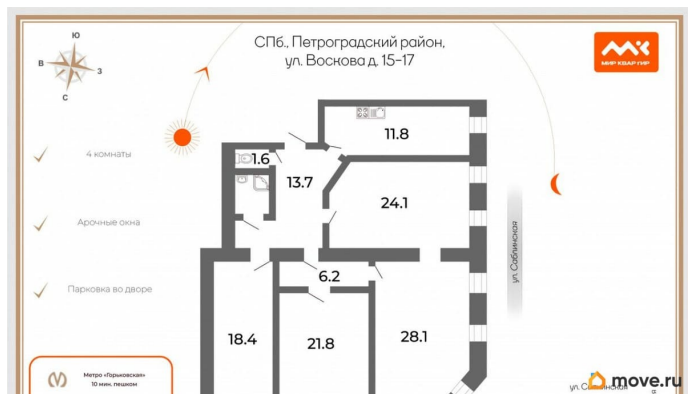 Ю
В
З
С
СПб., Петроградский район,
ул. Воскова д. 15-17
МИР КВАРТИР
4 комнаты
Арочные окна
Парковка во дворе
11.8
1.6
13.7
24.1
6.2
18.4
21.8
28.1
ул. Саблинская
Метро «Горьковская»
10 мин. пешком
move.ru